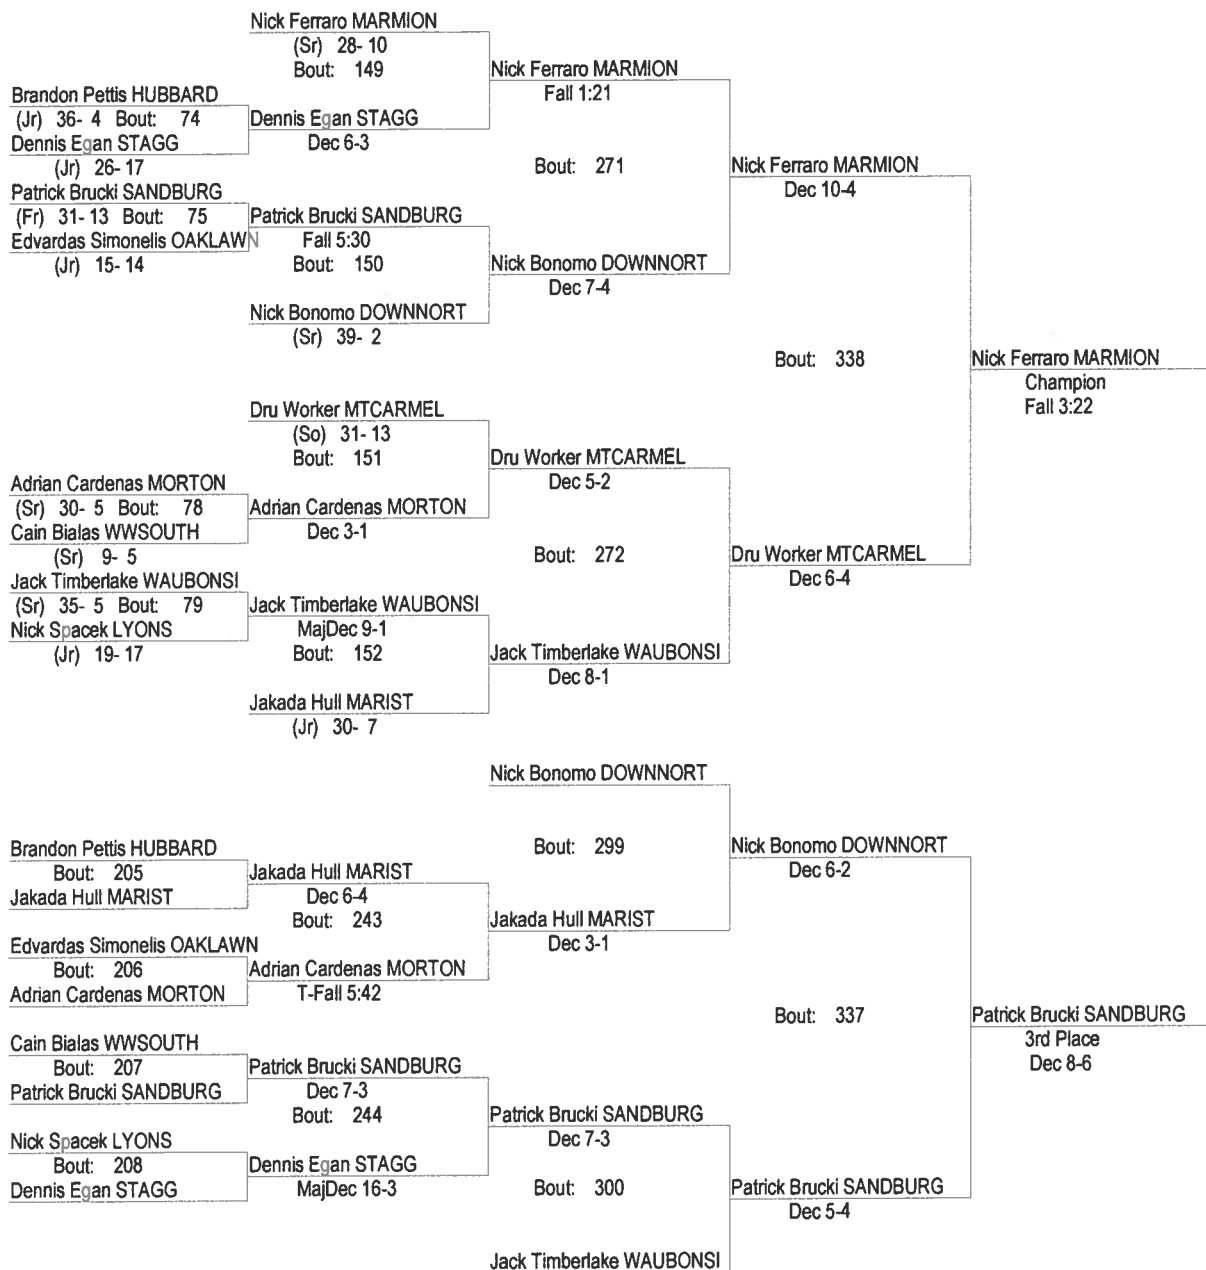 Nick Ferraro MARMION
(Sr) 28- 10
Bout: 149
Nick Ferraro MARMION
Fall 1:21
Brandon Pettis HUBBARD
(Jr) 36- 4 Bout: 74
Dennis Egan STAGG
Dec 6-3
Dennis Egan STAGG
(Jr) 26- 17
Bout: 271
Nick Ferraro MARMION
Dec 10-4
Patrick Brucki SANDBURG
(Fr) 31- 13 Bout: 75
Patrick Brucki SANDBURG
Edvardas Simonelis OAKLAWN
Fall 5:30
(Jr) 15- 14
Bout: 150
Nick Bonomo DOWNNORT
Dec 7-4
Nick Bonomo DOWNNORT
(Sr) 39- 2
Bout: 338
Nick Ferraro MARMION
Champion
Fall 3:22
Dru Worker MTCARMEL
(So) 31- 13
Bout: 151
Dru Worker MTCARMEL
Dec 5-2
Adrian Cardenas MORTON
(Sr) 30- 5 Bout: 78
Adrian Cardenas MORTON
Cain Bialas WWSOUTH
Dec 3-1
(Sr) 9- 5
Bout: 272
Dru Worker MTCARMEL
Dec 6-4
Jack Timberlake WAUBONSI
(Sr) 35- 5 Bout: 79
Jack Timberlake WAUBONSI
Nick Spacek LYONS
MajDec 9-1
(Jr) 19- 17
Bout: 152
Jack Timberlake WAUBONSI
Dec 8-1
Jakada Hull MARIST
(Jr) 30- 7
Nick Bonomo DOWNNORT
Bout: 299
Nick Bonomo DOWNNORT
Dec 6-2
Brandon Pettis HUBBARD
Bout: 205
Jakada Hull MARIST
Jakada Hull MARIST
Dec 6-4
Bout: 243
Jakada Hull MARIST
Dec 3-1
Edvardas Simonelis OAKLAWN
Bout: 206
Adrian Cardenas MORTON
Adrian Cardenas MORTON
T-Fall 5:42
Bout: 337
Patrick Brucki SANDBURG
3rd Place
Dec 8-6
Cain Bialas WWSOUTH
Bout: 207
Patrick Brucki SANDBURG
Patrick Brucki SANDBURG
Dec 7-3
Bout: 244
Patrick Brucki SANDBURG
Dec 7-3
Nick Spacek LYONS
Bout: 208
Dennis Egan STAGG
Dennis Egan STAGG
MajDec 16-3
Bout: 300
Patrick Brucki SANDBURG
Dec 5-4
Jack Timberlake WAUBONSI